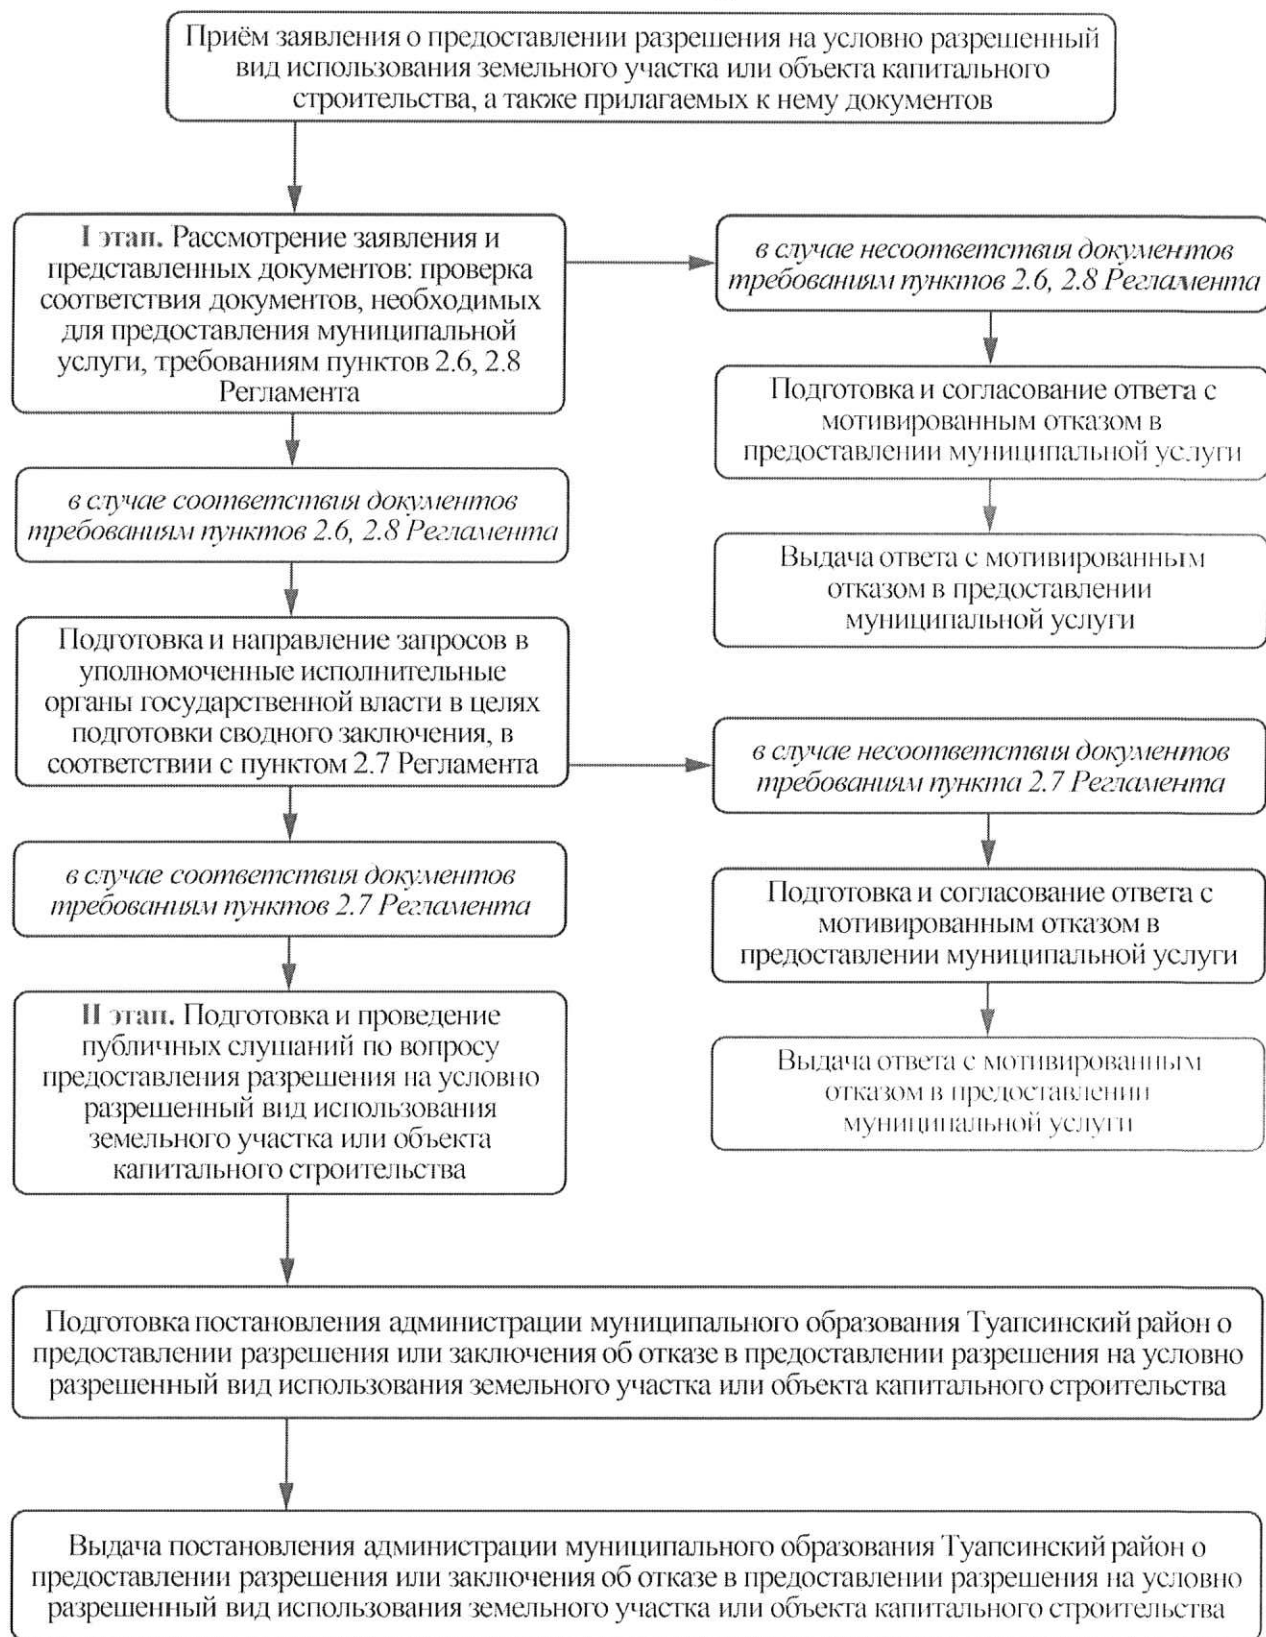 Приём заявления о предоставлении разрешения на условно разрешенный
вид использования земельного участка или объекта капитального
строительства, а также прилагаемых к нему документов
I этап. Рассмотрение заявления и
представленных документов: проверка
соответствия документов, необходимых
для предоставления муниципальной
услуги, требованиям пунктов 2.6, 2.8
Регламента
в случае несоответствия документов
требованиям пунктов 2.6, 2.8 Регламента
Подготовка и согласование ответа с
мотивированным отказом в
предоставлении муниципальной услуги
Выдача ответа с мотивированным
отказом в предоставлении
муниципальной услуги
в случае соответствия документов
требованиям пунктов 2.6, 2.8 Регламента
Подготовка и направление запросов в
уполномоченные исполнительные
органы государственной власти в целях
подготовки сводного заключения, в
соответствии с пунктом 2.7 Регламента
в случае несоответствия документов
требованиям пункта 2.7 Регламента
Подготовка и согласование ответа с
мотивированным отказом в
предоставлении муниципальной услуги
Выдача ответа с мотивированным
отказом в предоставлении
муниципальной услуги
в случае соответствия документов
требованиям пунктов 2.7 Регламента
II этап. Подготовка и проведение
публичных слушаний по вопросу
предоставления разрешения на условно
разрешенный вид использования
земельного участка или объекта
капитального строительства
Подготовка постановления администрации муниципального образования Туапсинский район о
предоставлении разрешения или заключения об отказе в предоставлении разрешения на условно
разрешенный вид использования земельного участка или объекта капитального строительства
Выдача постановления администрации муниципального образования Туапсинский район о
предоставлении разрешения или заключения об отказе в предоставлении разрешения на условно
разрешенный вид использования земельного участка или объекта капитального строительства